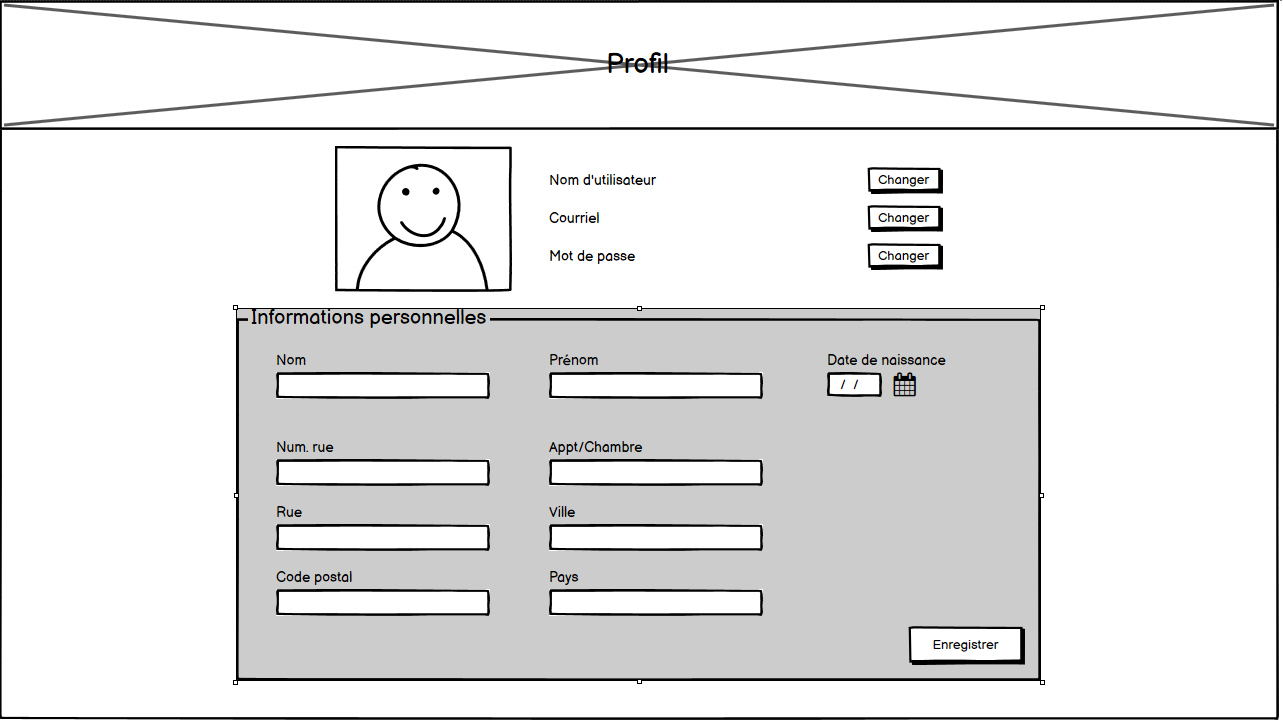 Profil
Nom d'utilisateur Changer
Courriel Changer
Mot de passe Changer
Informations personnelles
Nom Prénom Date de naissance
/ /
Num. rue Appt/Chambre
Rue Ville
Code postal Pays
Enregistrer